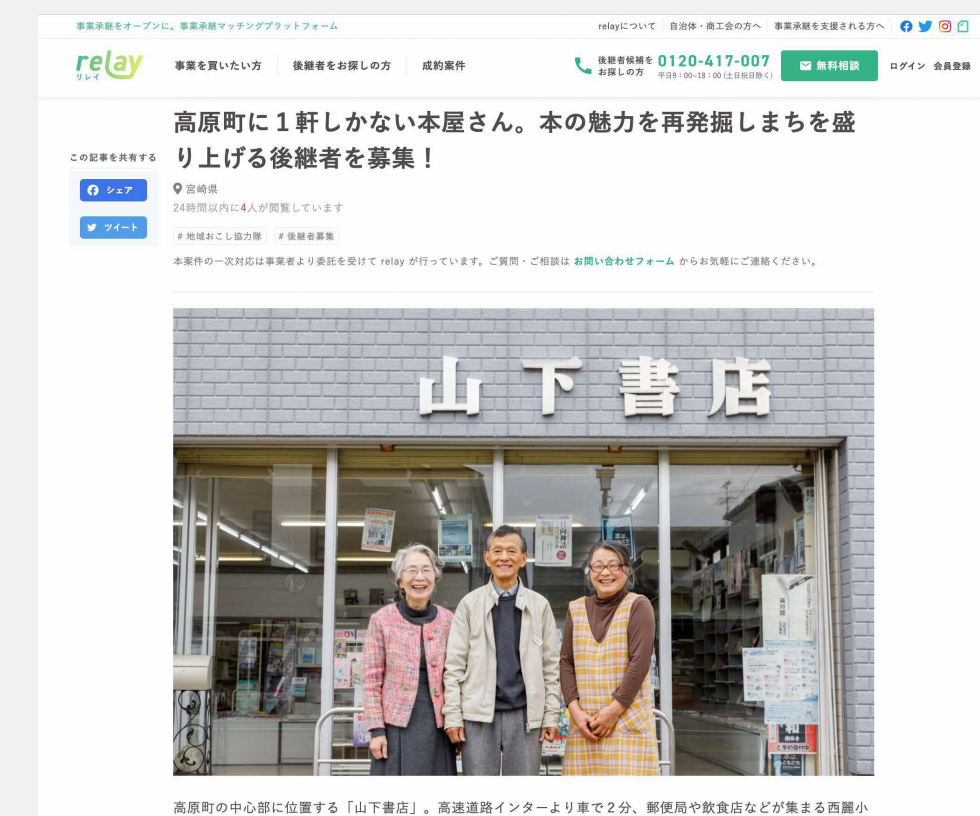 事業承継をオープンに。事業承継マッチングプラットフォーム
relayについて 自治体・商工会の方へ 事業承継を支援される方へ
relay
リレイ
事業を買いたい方 後継者をお探しの方 成約案件
後継者候補を
お探しの方
0120-417-007
平日9:00~18:00 (土日祝日除く)
無料相談
ログイン 会員登録
高原町に1軒しかない本屋さん。本の魅力を再発掘しまちを盛
り上げる後継者を募集！
この記事を共有する
シェア
ツイート
宮崎県
24時間以内に4人が閲覧しています
# 地域おこし協力隊 # 後継者募集
本案件の一次対応は事業者より委託を受けて relay が行っています。ご質問・ご相談は お問い合わせフォーム からお気軽にご連絡ください。
山下書店
高原町の中心部に位置する「山下書店」。高速道路インターより車で２分、郵便局や飲食店などが集まる西麓小